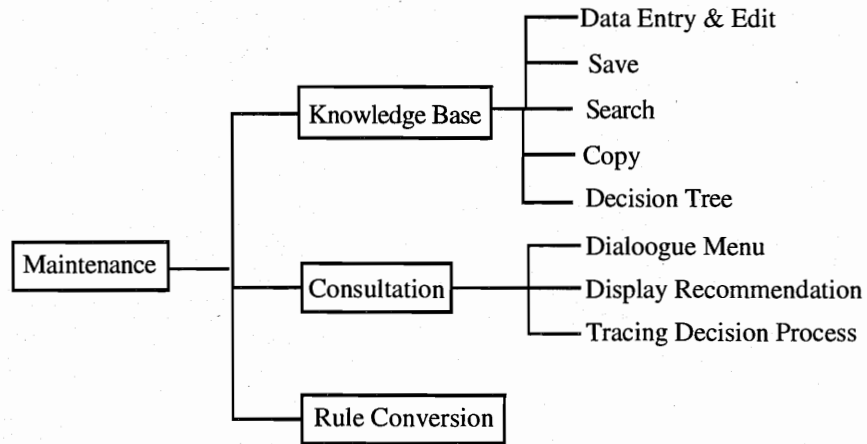 Data Entry & Edit
Save
Knowledge Base
Search
Copy
Decision Tree
Maintenance
Dialoogue Menu
Consultation
Display Recommendation
Tracing Decision Process
Rule Conversion